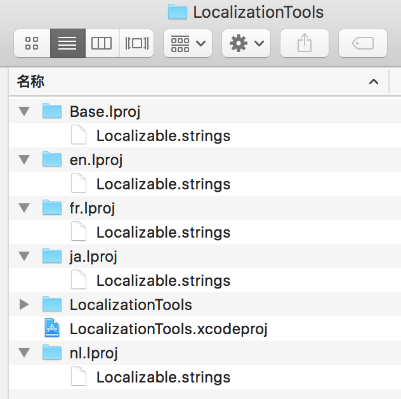 LocalizationTools
名称
Base.lproj
Localizable.strings
en.lproj
Localizable.strings
fr.lproj
Localizable.strings
ja.lproj
Localizable.strings
LocalizationTools
LocalizationTools.xcodeproj
nl.lproj
Localizable.strings